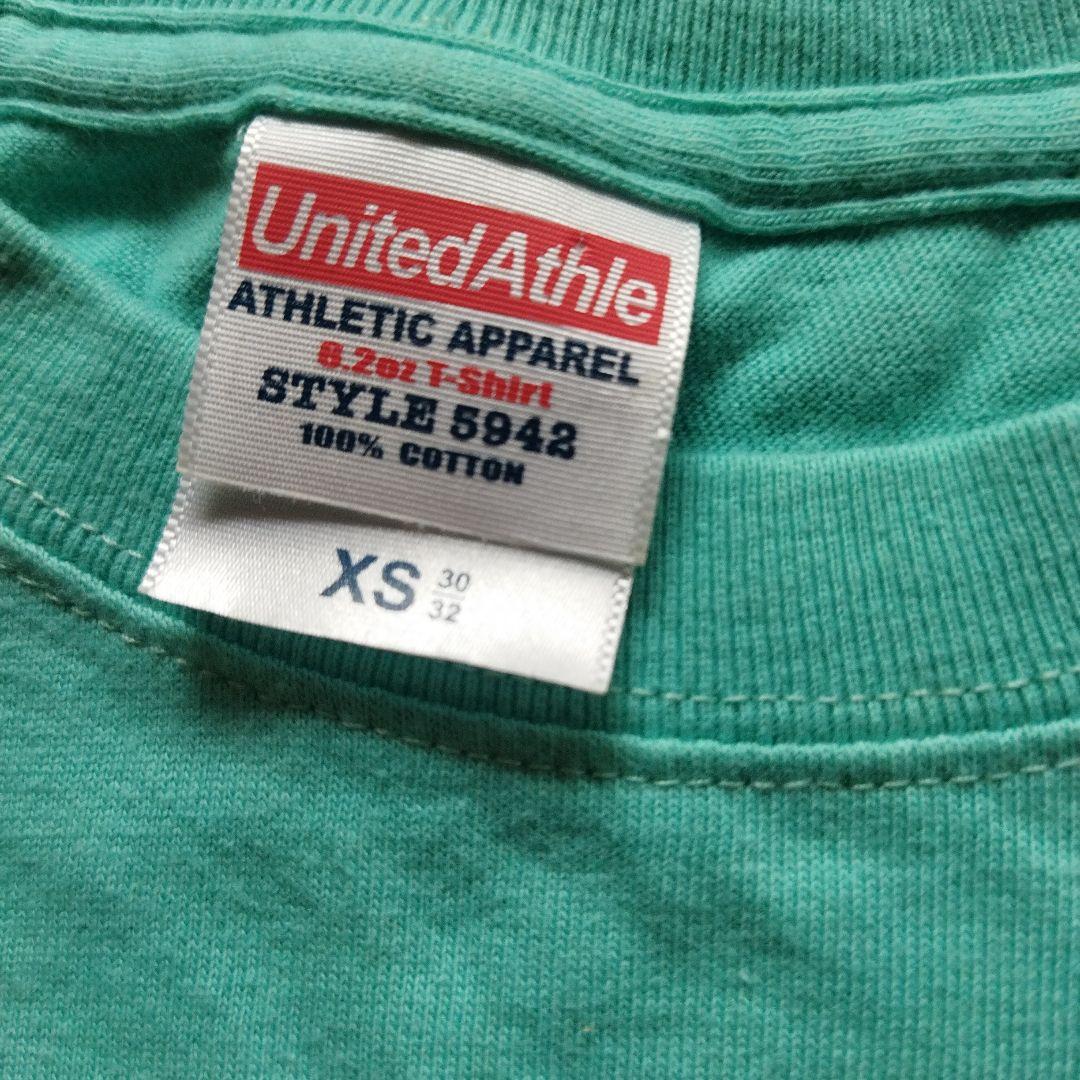 UnitedAthle
ATHLETIC APPAREL
6.2oz T-Shirt
STYLE 5942
100% COTTON
XS 30
32